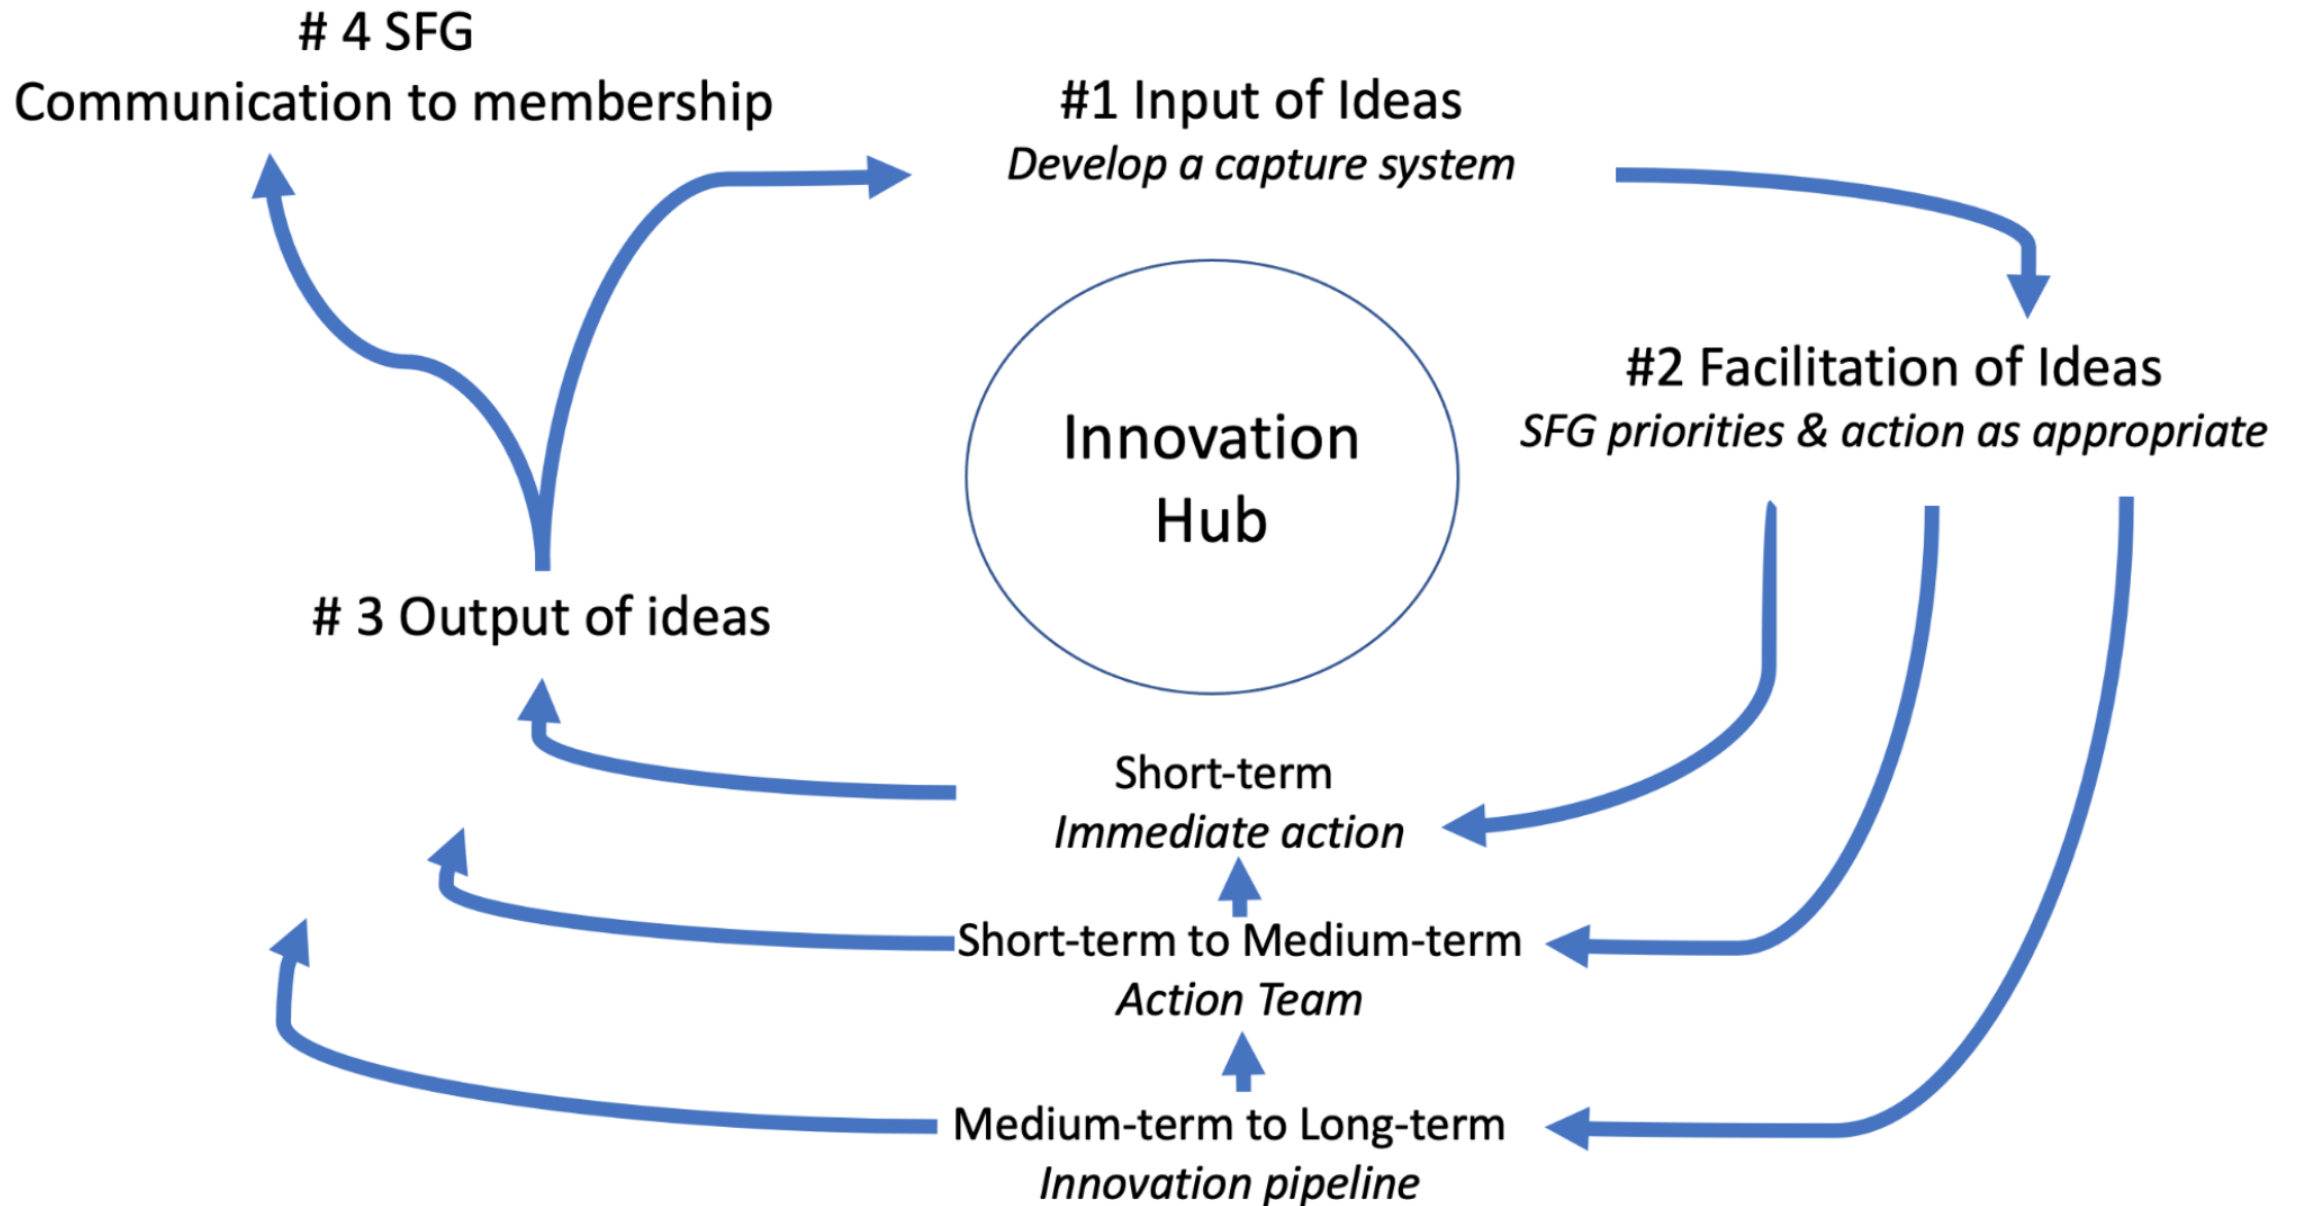 # 4 SFG
Communication to membership
#1 Input of Ideas
Develop a capture system
#2 Facilitation of Ideas
SFG priorities & action as appropriate
Innovation
Hub
# 3 Output of ideas
Short-term
Immediate action
Short-term to Medium-term
Action Team
Medium-term to Long-term
Innovation pipeline